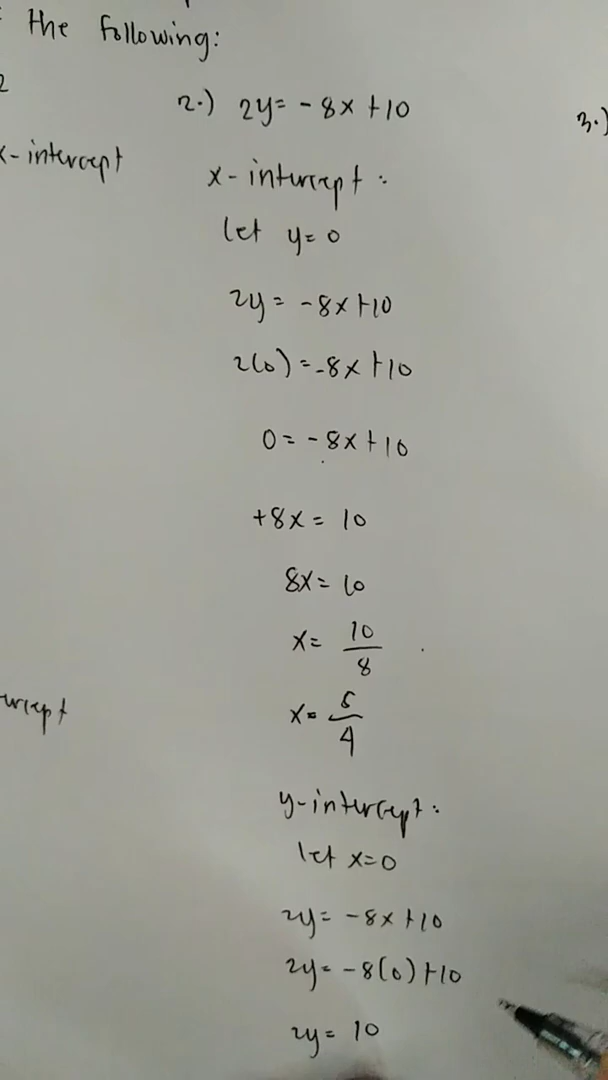 the following:
2
x-intercept
2.) 2y= -8x +10
3.)
x-intercept:
let y=0
2y= -8x+10
2(0)=-8x+10
0= -8x+10
+8x= 10
8x= 10
x= 10/8
x= 5/4
y-intercept:
let x=0
2y= -8x+10
2y= -8(0)+10
2y= 10